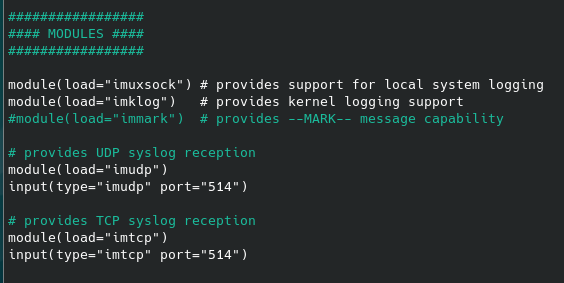 #################
#### MODULES ####
#################
module(load="imuxsock") # provides support for local system logging
module(load="imklog")   # provides kernel logging support
#module(load="immark")  # provides --MARK-- message capability
# provides UDP syslog reception
module(load="imudp")
input(type="imudp" port="514")
# provides TCP syslog reception
module(load="imtcp")
input(type="imtcp" port="514")